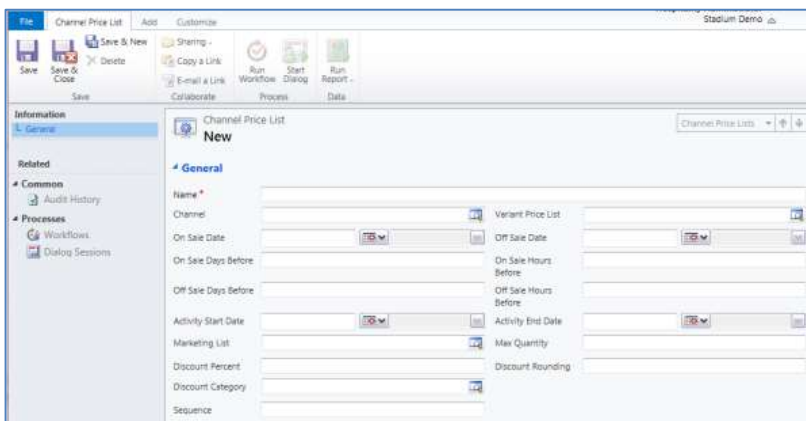 Stadium Demo
File Channel Price List Add Customize
Save
Save & Close
Save & New
Delete
Save
Sharing
Copy a Link
E-mail a Link
Collaborate
Run Workflow
Start Dialog
Process
Run Report
Data
Information
General
Related
Common
Audit History
Processes
Workflows
Dialog Sessions
Channel Price List
New
Channel Price Lists
General
Name *
Channel Variant Price List
On Sale Date Off Sale Date
On Sale Days Before On Sale Hours Before
Off Sale Days Before Off Sale Hours Before
Activity Start Date Activity End Date
Marketing List Max Quantity
Discount Percent Discount Rounding
Discount Category
Sequence